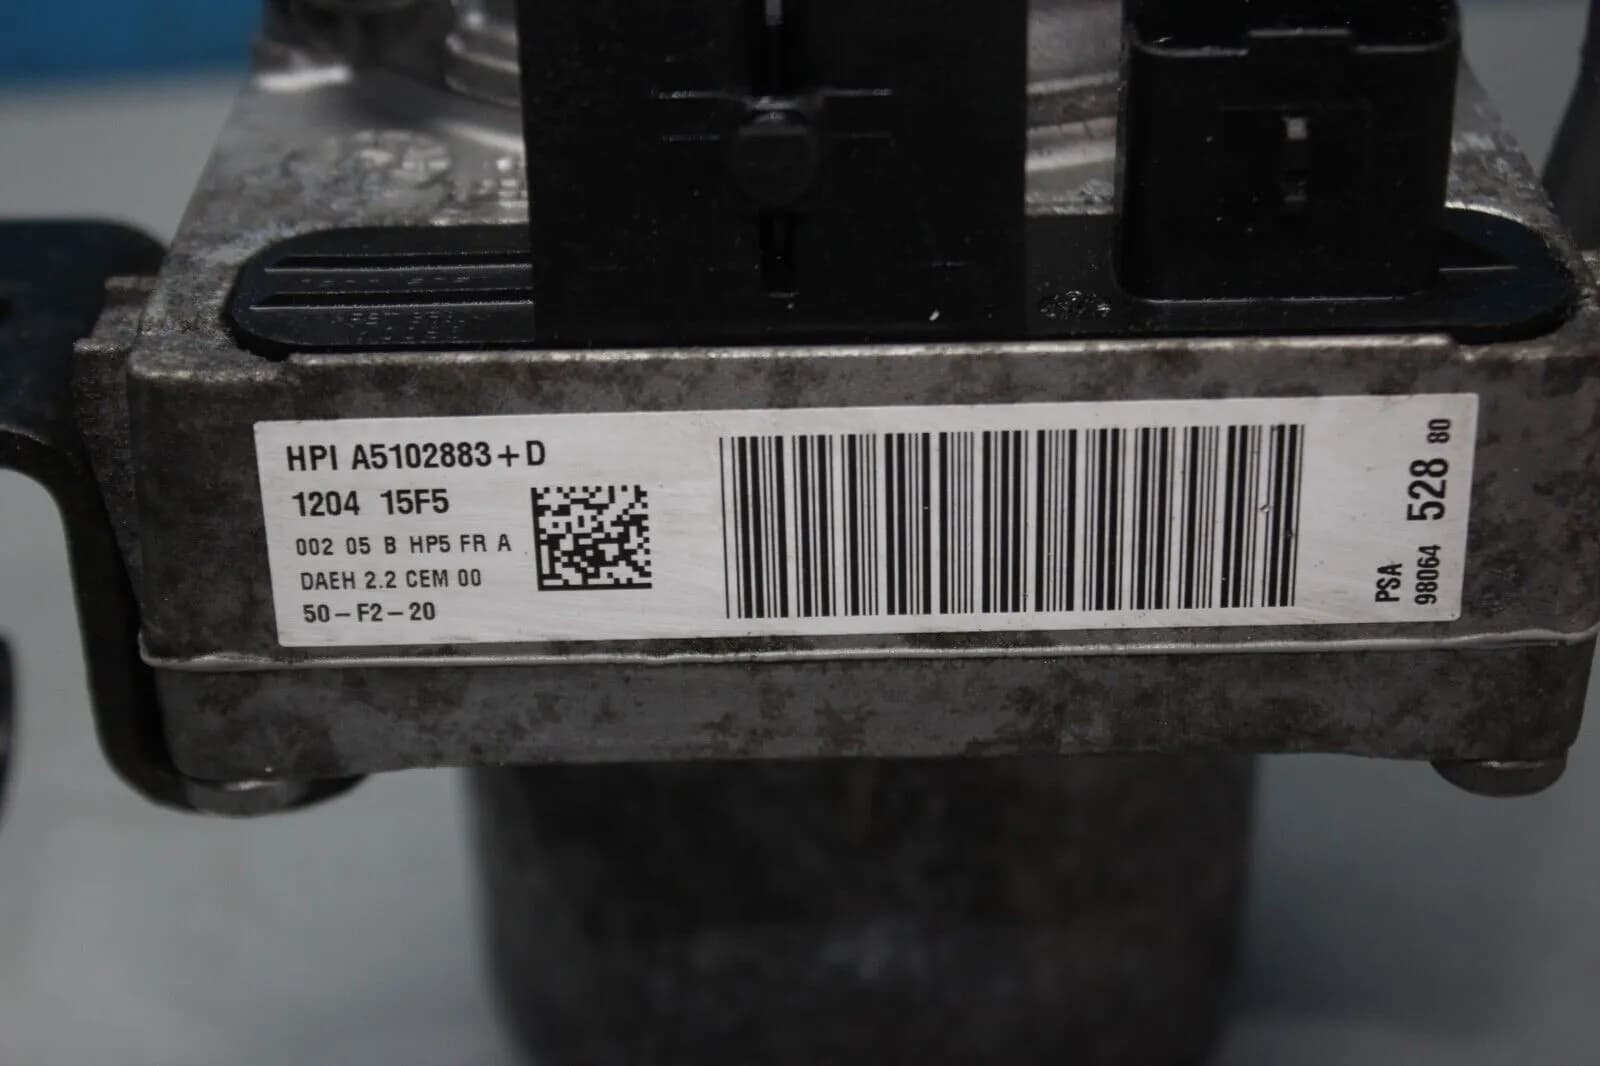 HPI A5102883+D
1204 15F5
002 05 B HP5 FR A
DAEH 2.2 CEM 00
50-F2-20
PSA
98064 528 80